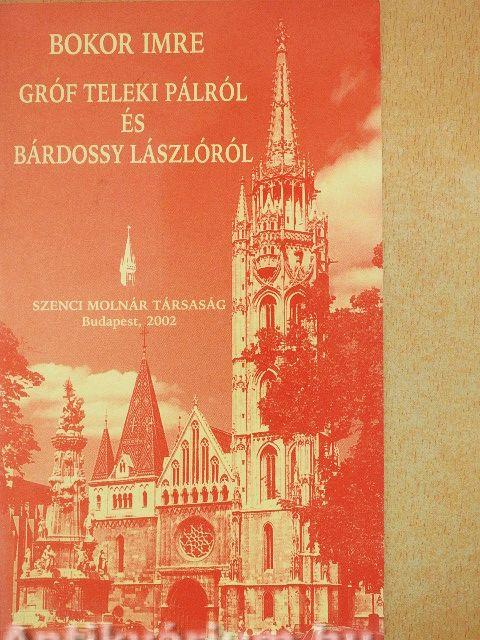 BOKOR IMRE
GRÓF TELEKI PÁLRÓL
ÉS
BÁRDOSSY LÁSZLÓRÓL
SZENCI MOLNÁR TÁRSASÁG
Budapest, 2002